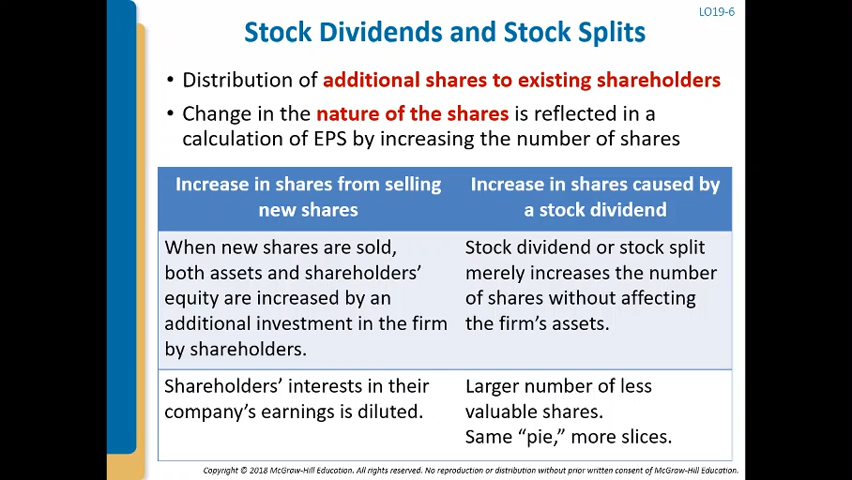 LO19-6
Stock Dividends and Stock Splits
• Distribution of additional shares to existing shareholders
• Change in the nature of the shares is reflected in a
calculation of EPS by increasing the number of shares
Increase in shares from selling
new shares
Increase in shares caused by
a stock dividend
When new shares are sold,
both assets and shareholders’
equity are increased by an
additional investment in the firm
by shareholders.
Stock dividend or stock split
merely increases the number
of shares without affecting
the firm’s assets.
Shareholders’ interests in their
company’s earnings is diluted.
Larger number of less
valuable shares.
Same “pie,” more slices.
Copyright © 2018 McGraw-Hill Education. All rights reserved. No reproduction or distribution without prior written consent of McGraw-Hill Education.